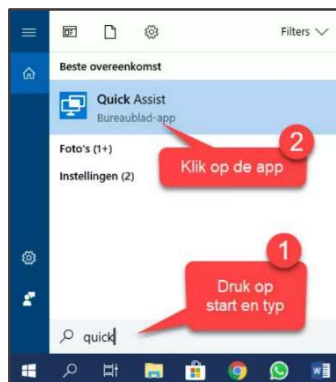 Filters
Beste overeenkomst
Quick Assist
Bureaublad-app
2
Klik op de app
Foto's (1+)
Instellingen (2)
1
Druk op
start en typ
quick